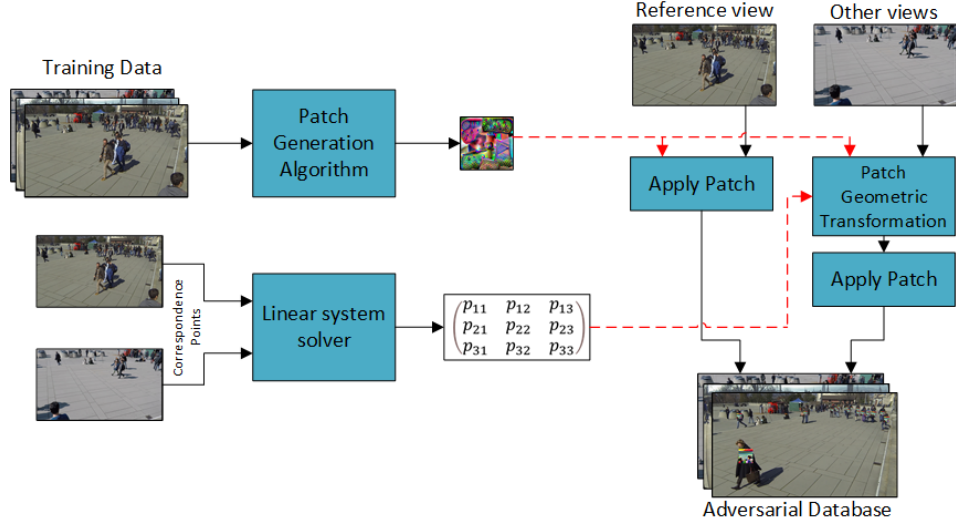 Reference view
Other views
Training Data
Patch
Generation
Algorithm
Apply Patch
Patch
Geometric
Transformation
Apply Patch
Correspondence
Points
Linear system
solver
p11 p12 p13
p21 p22 p23
p31 p32 p33
Adversarial Database